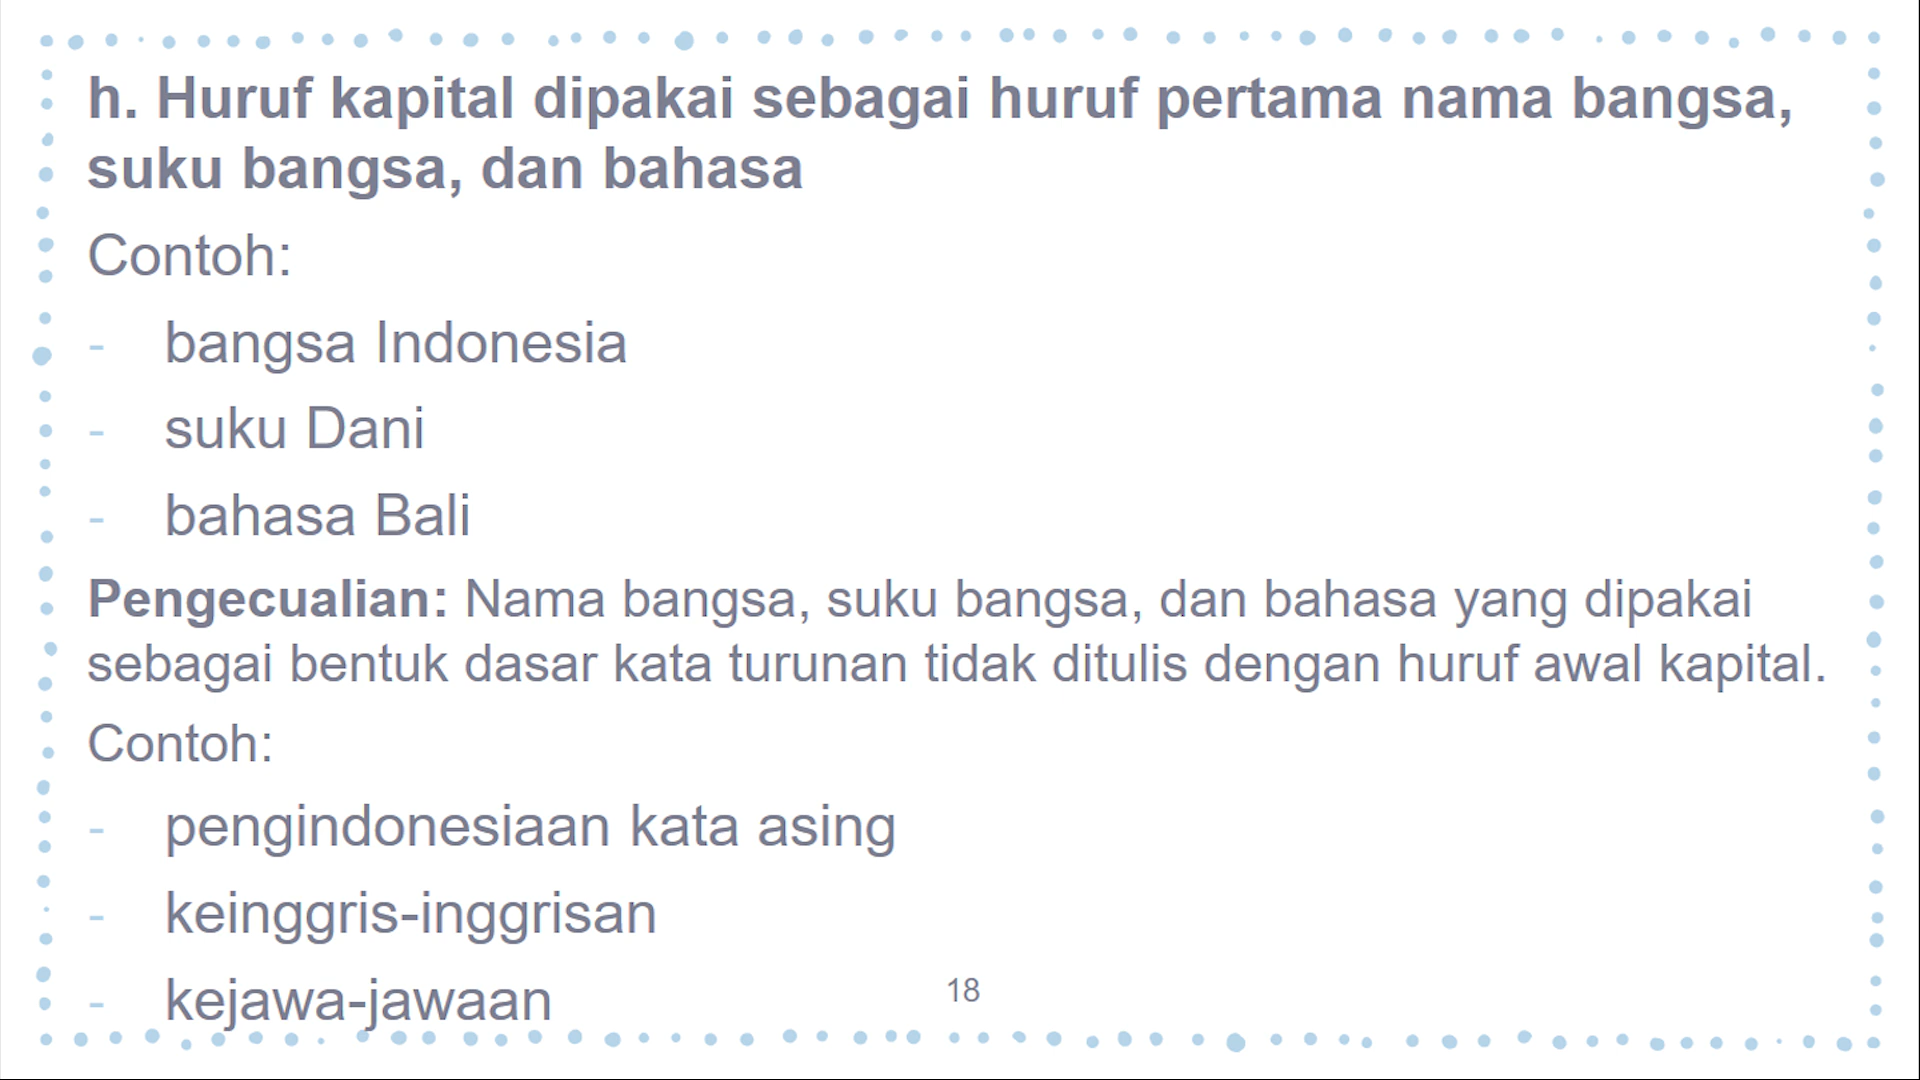 h. Huruf kapital dipakai sebagai huruf pertama nama bangsa,
suku bangsa, dan bahasa
Contoh:
- bangsa Indonesia
- suku Dani
- bahasa Bali
Pengecualian: Nama bangsa, suku bangsa, dan bahasa yang dipakai
sebagai bentuk dasar kata turunan tidak ditulis dengan huruf awal kapital.
Contoh:
- pengindonesiaan kata asing
- keinggris-inggrisan
- kejawa-jawaan
18